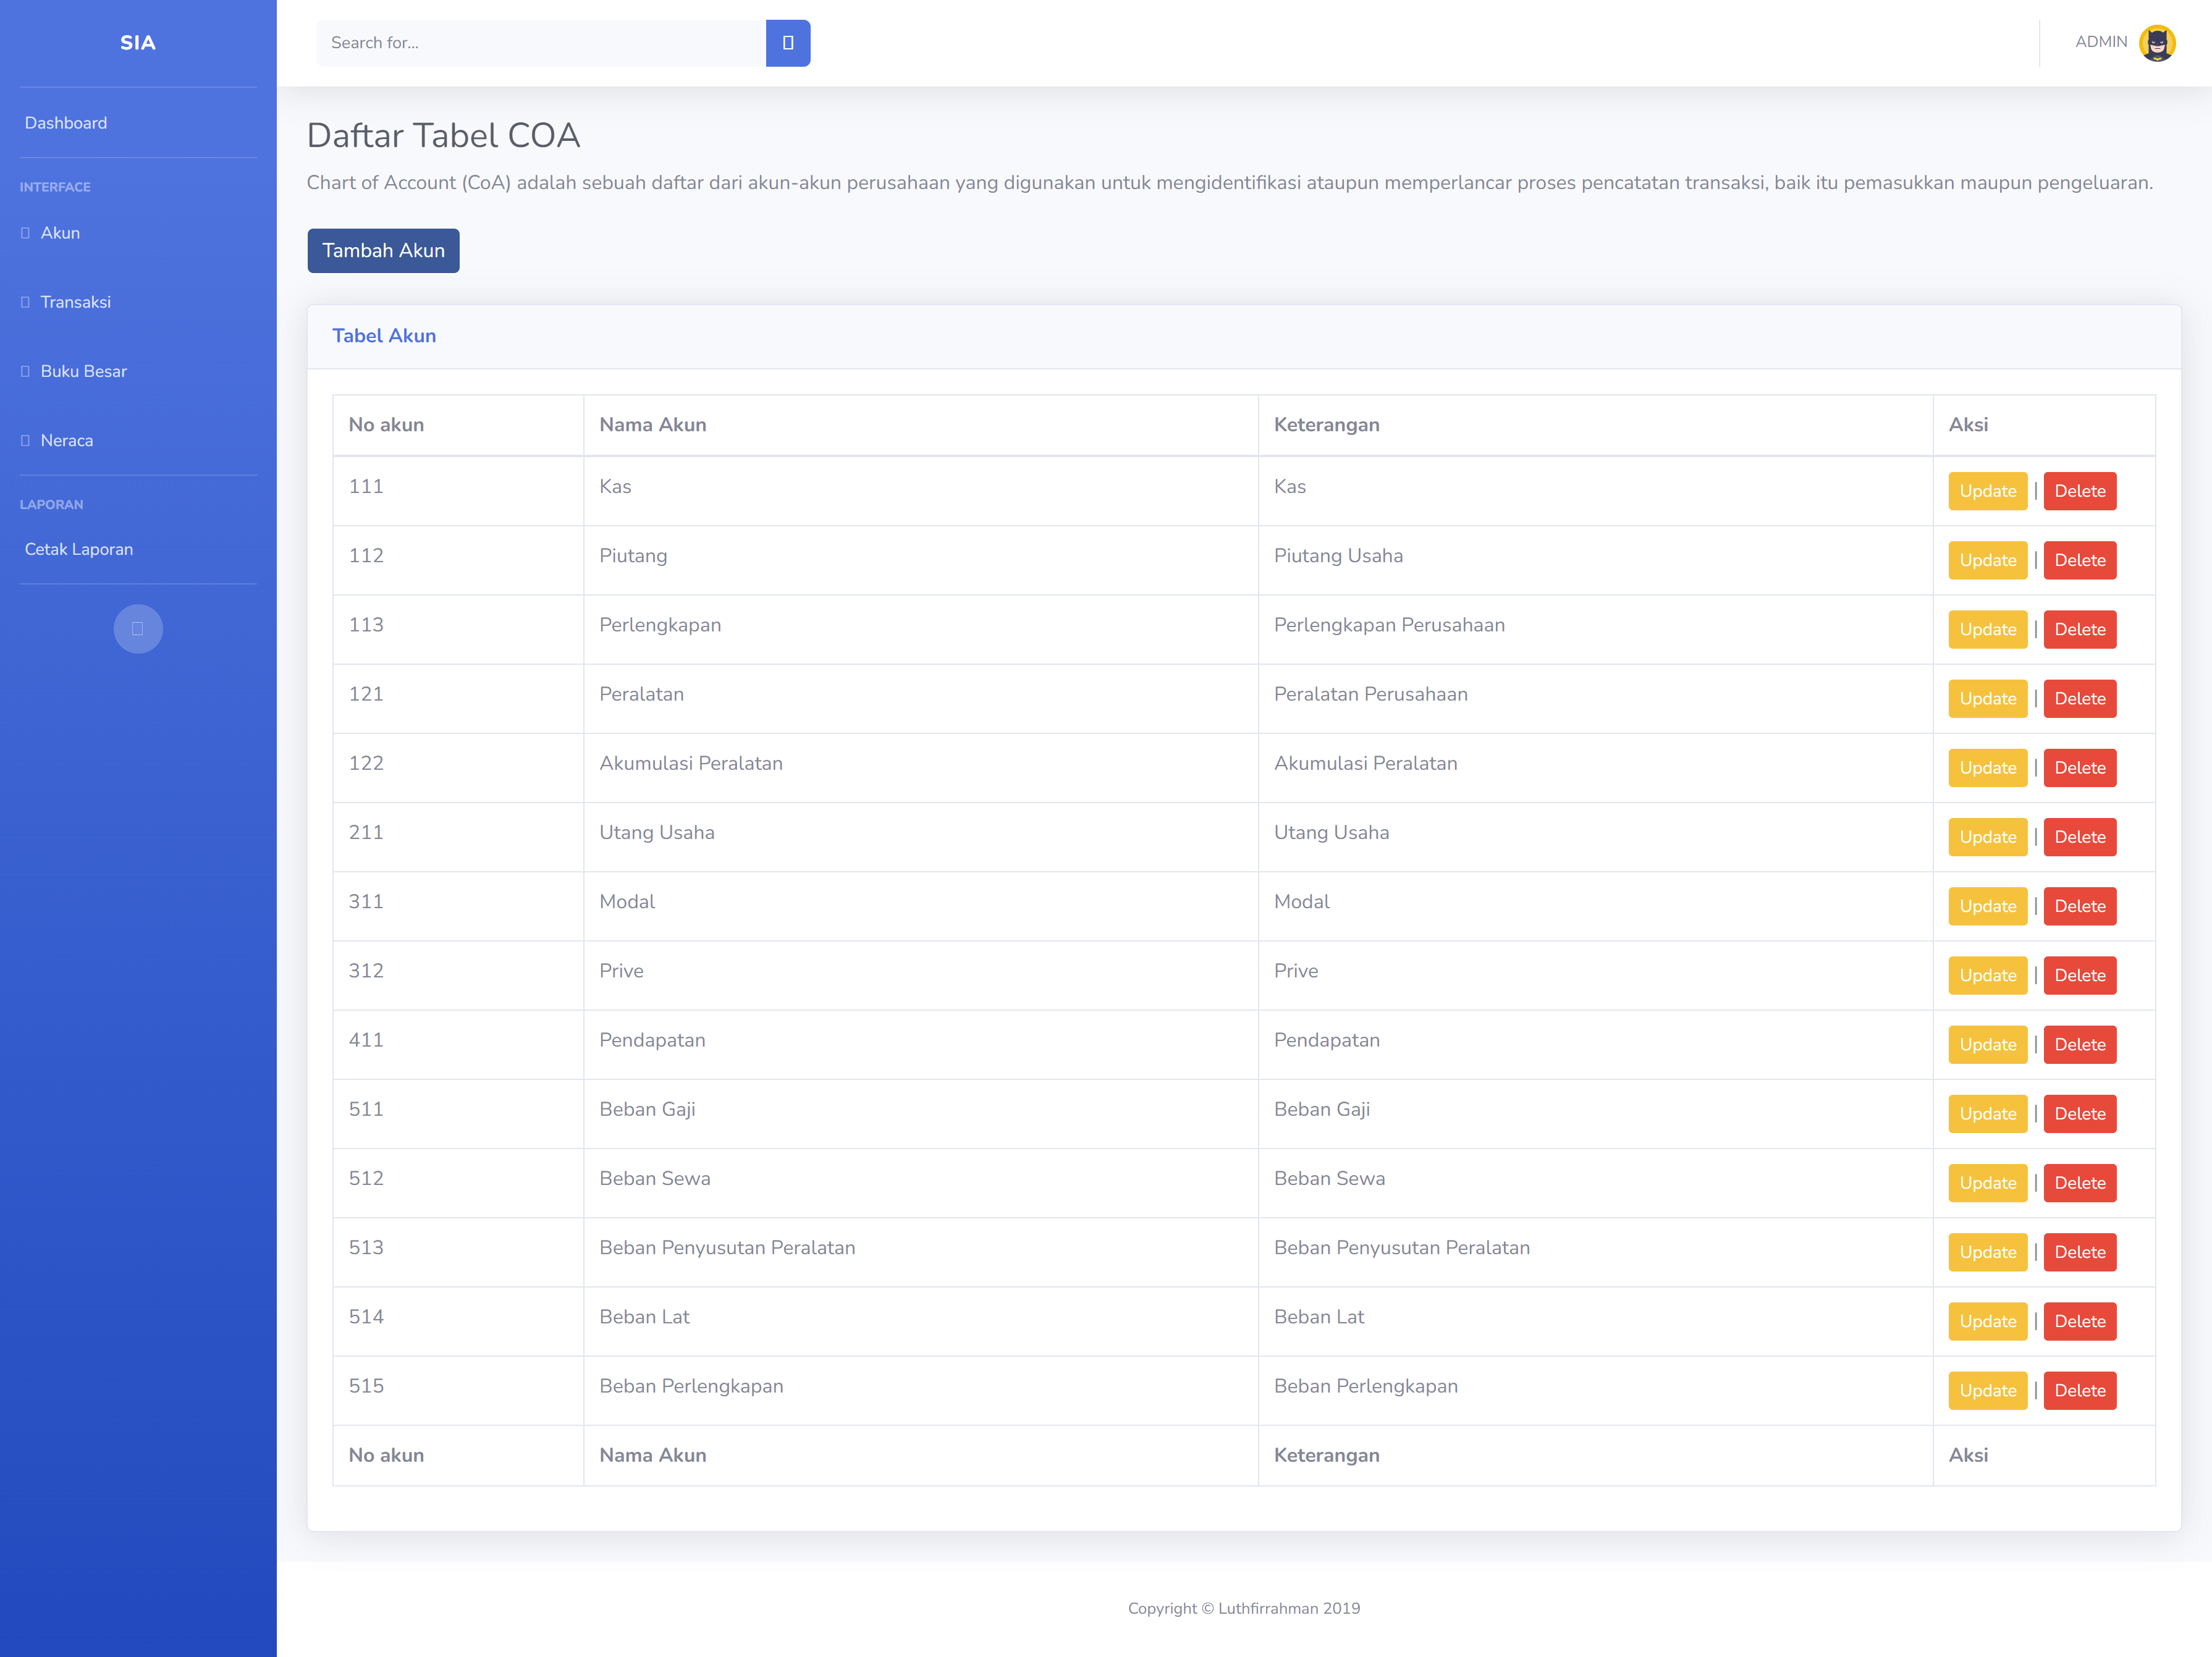 SIA
Dashboard
INTERFACE
Akun
Transaksi
Buku Besar
Neraca
LAPORAN
Cetak Laporan
Search for...
ADMIN
Daftar Tabel COA
Chart of Account (CoA) adalah sebuah daftar dari akun-akun perusahaan yang digunakan untuk mengidentifikasi ataupun memperlancar proses pencatatan transaksi, baik itu pemasukkan maupun pengeluaran.
Tambah Akun
Tabel Akun
No akun Nama Akun Keterangan Aksi
111 Kas Kas Update | Delete
112 Piutang Piutang Usaha Update | Delete
113 Perlengkapan Perlengkapan Perusahaan Update | Delete
121 Peralatan Peralatan Perusahaan Update | Delete
122 Akumulasi Peralatan Akumulasi Peralatan Update | Delete
211 Utang Usaha Utang Usaha Update | Delete
311 Modal Modal Update | Delete
312 Prive Prive Update | Delete
411 Pendapatan Pendapatan Update | Delete
511 Beban Gaji Beban Gaji Update | Delete
512 Beban Sewa Beban Sewa Update | Delete
513 Beban Penyusutan Peralatan Beban Penyusutan Peralatan Update | Delete
514 Beban Lat Beban Lat Update | Delete
515 Beban Perlengkapan Beban Perlengkapan Update | Delete
No akun Nama Akun Keterangan Aksi
Copyright © Luthfirrahman 2019